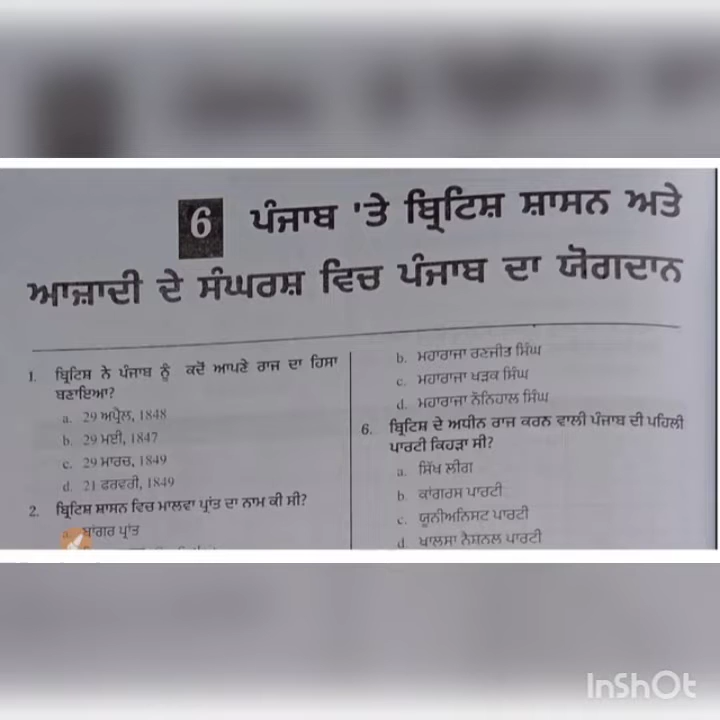 6 ਪੰਜਾਬ 'ਤੇ ਬ੍ਰਿਟਿਸ਼ ਸ਼ਾਸਨ ਅਤੇ
ਆਜ਼ਾਦੀ ਦੇ ਸੰਘਰਸ਼ ਵਿਚ ਪੰਜਾਬ ਦਾ ਯੋਗਦਾਨ
1. ਬ੍ਰਿਟਿਸ਼ ਨੇ ਪੰਜਾਬ ਨੂੰ ਕਦੋਂ ਆਪਣੇ ਰਾਜ ਦਾ ਹਿਸਾ
ਬਣਾਇਆ?
a. 29 ਅਪ੍ਰੈਲ, 1848
b. 29 ਮਈ, 1847
c. 29 ਮਾਰਚ, 1849
d. 21 ਫਰਵਰੀ, 1849
2. ਬ੍ਰਿਟਿਸ਼ ਸ਼ਾਸਨ ਵਿਚ ਮਾਲਵਾ ਪ੍ਰਾਂਤ ਦਾ ਨਾਮ ਕੀ ਸੀ?
a. ਬਾਂਗਰ ਪ੍ਰਾਂਤ
b. ਮਹਾਰਾਜਾ ਰਣਜੀਤ ਸਿੰਘ
c. ਮਹਾਰਾਜਾ ਖੜਕ ਸਿੰਘ
d. ਮਹਾਰਾਜਾ ਨੌਨਿਹਾਲ ਸਿੰਘ
6. ਬ੍ਰਿਟਿਸ਼ ਦੇ ਅਧੀਨ ਰਾਜ ਕਰਨ ਵਾਲੀ ਪੰਜਾਬ ਦੀ ਪਹਿਲੀ
ਪਾਰਟੀ ਕਿਹੜਾ ਸੀ?
a. ਸਿੱਖ ਲੀਗ
b. ਕਾਂਗਰਸ ਪਾਰਟੀ
c. ਯੂਨੀਅਨਿਸਟ ਪਾਰਟੀ
d. ਖਾਲਸਾ ਨੈਸ਼ਨਲ ਪਾਰਟੀ
InShOt